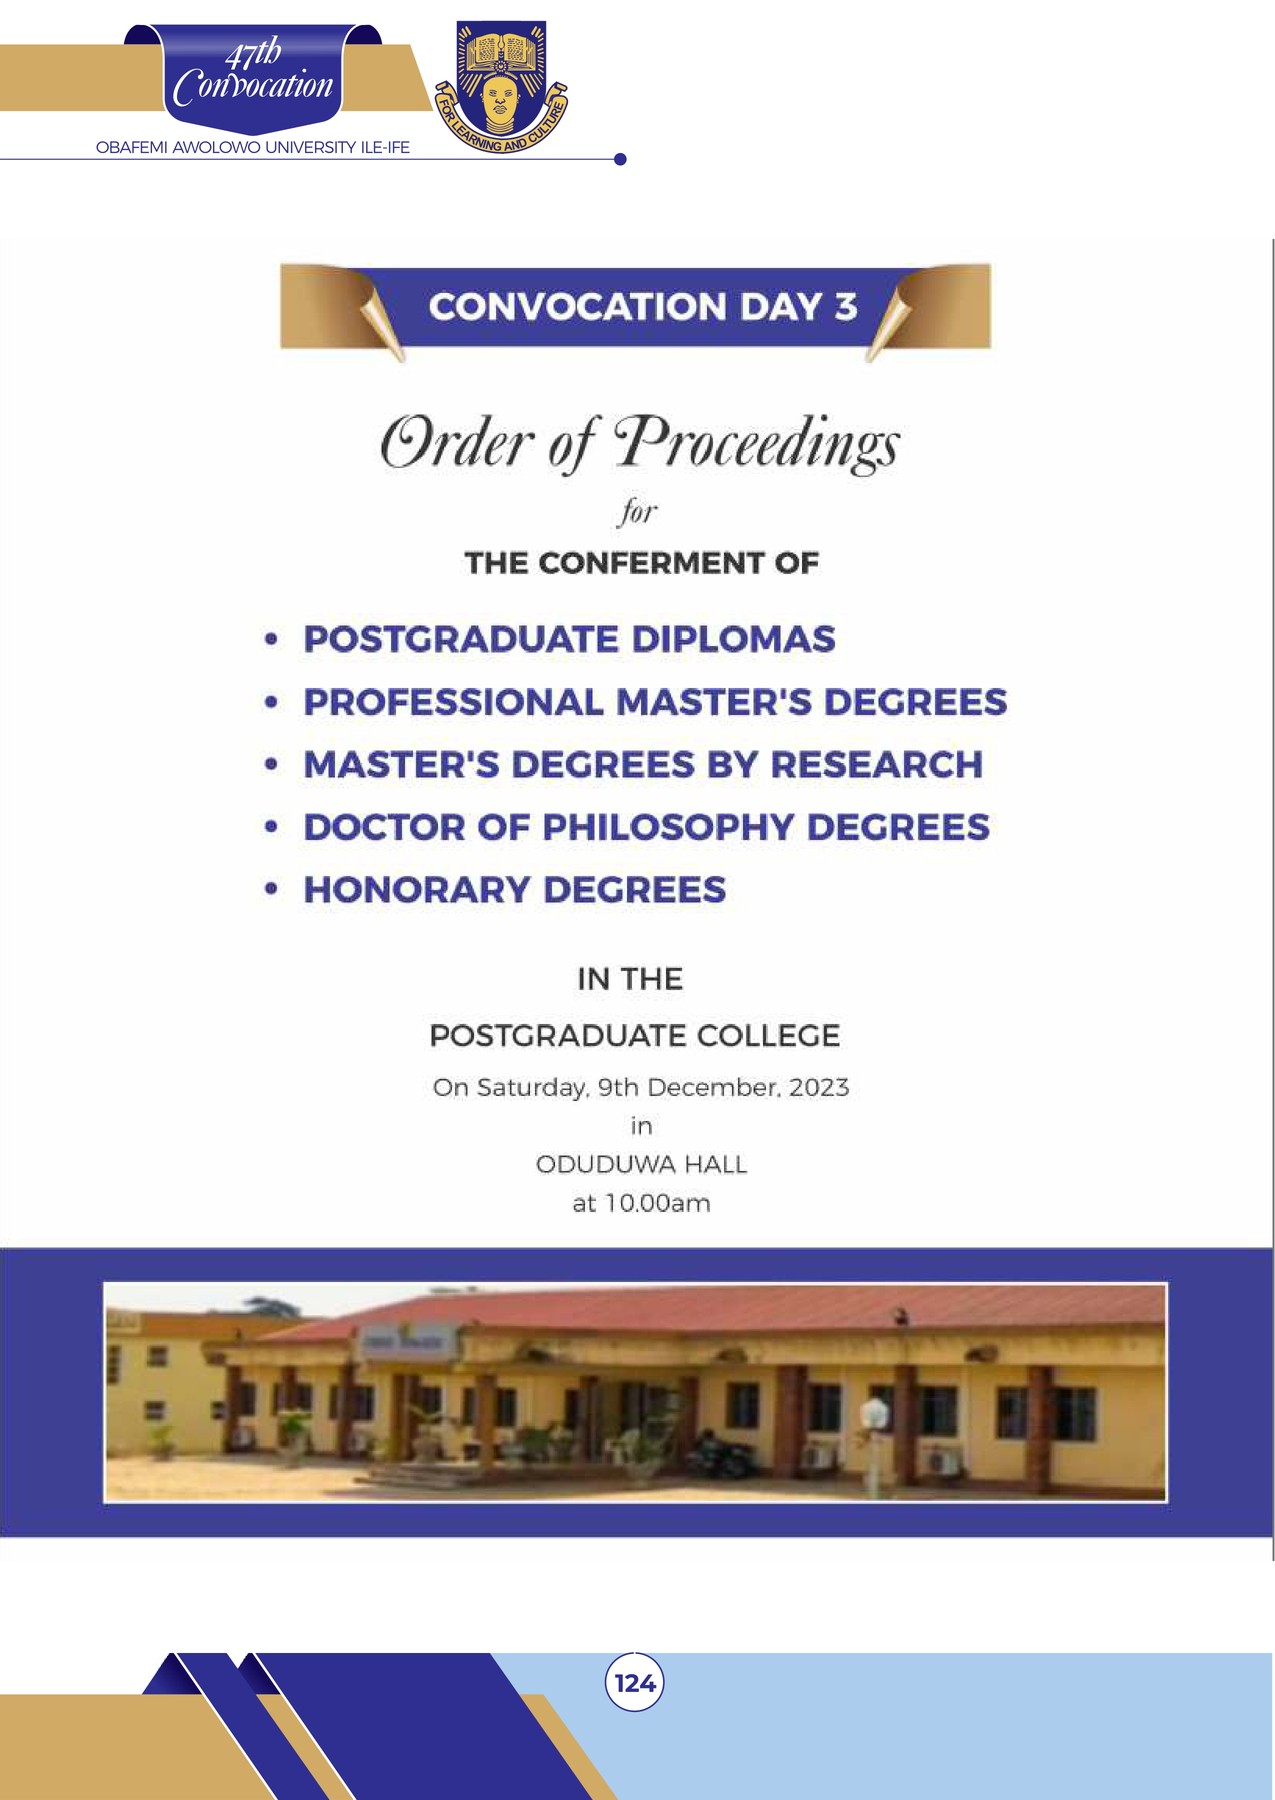 47th
Convocation
FOR LEARNING AND CULTURE
OBAFEMI AWOLOWO UNIVERSITY ILE-IFE
CONVOCATION DAY 3
Order of Proceedings
for
THE CONFERMENT OF
• POSTGRADUATE DIPLOMAS
• PROFESSIONAL MASTER'S DEGREES
• MASTER'S DEGREES BY RESEARCH
• DOCTOR OF PHILOSOPHY DEGREES
• HONORARY DEGREES
IN THE
POSTGRADUATE COLLEGE
On Saturday, 9th December, 2023
in
ODUDUWA HALL
at 10.00am
124